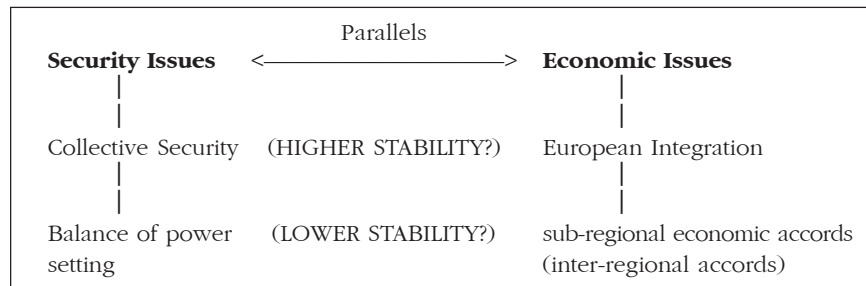 Parallels
Security Issues <————————> Economic Issues
Collective Security (HIGHER STABILITY?) European Integration
Balance of power (LOWER STABILITY?) sub-regional economic accords
setting (inter-regional accords)